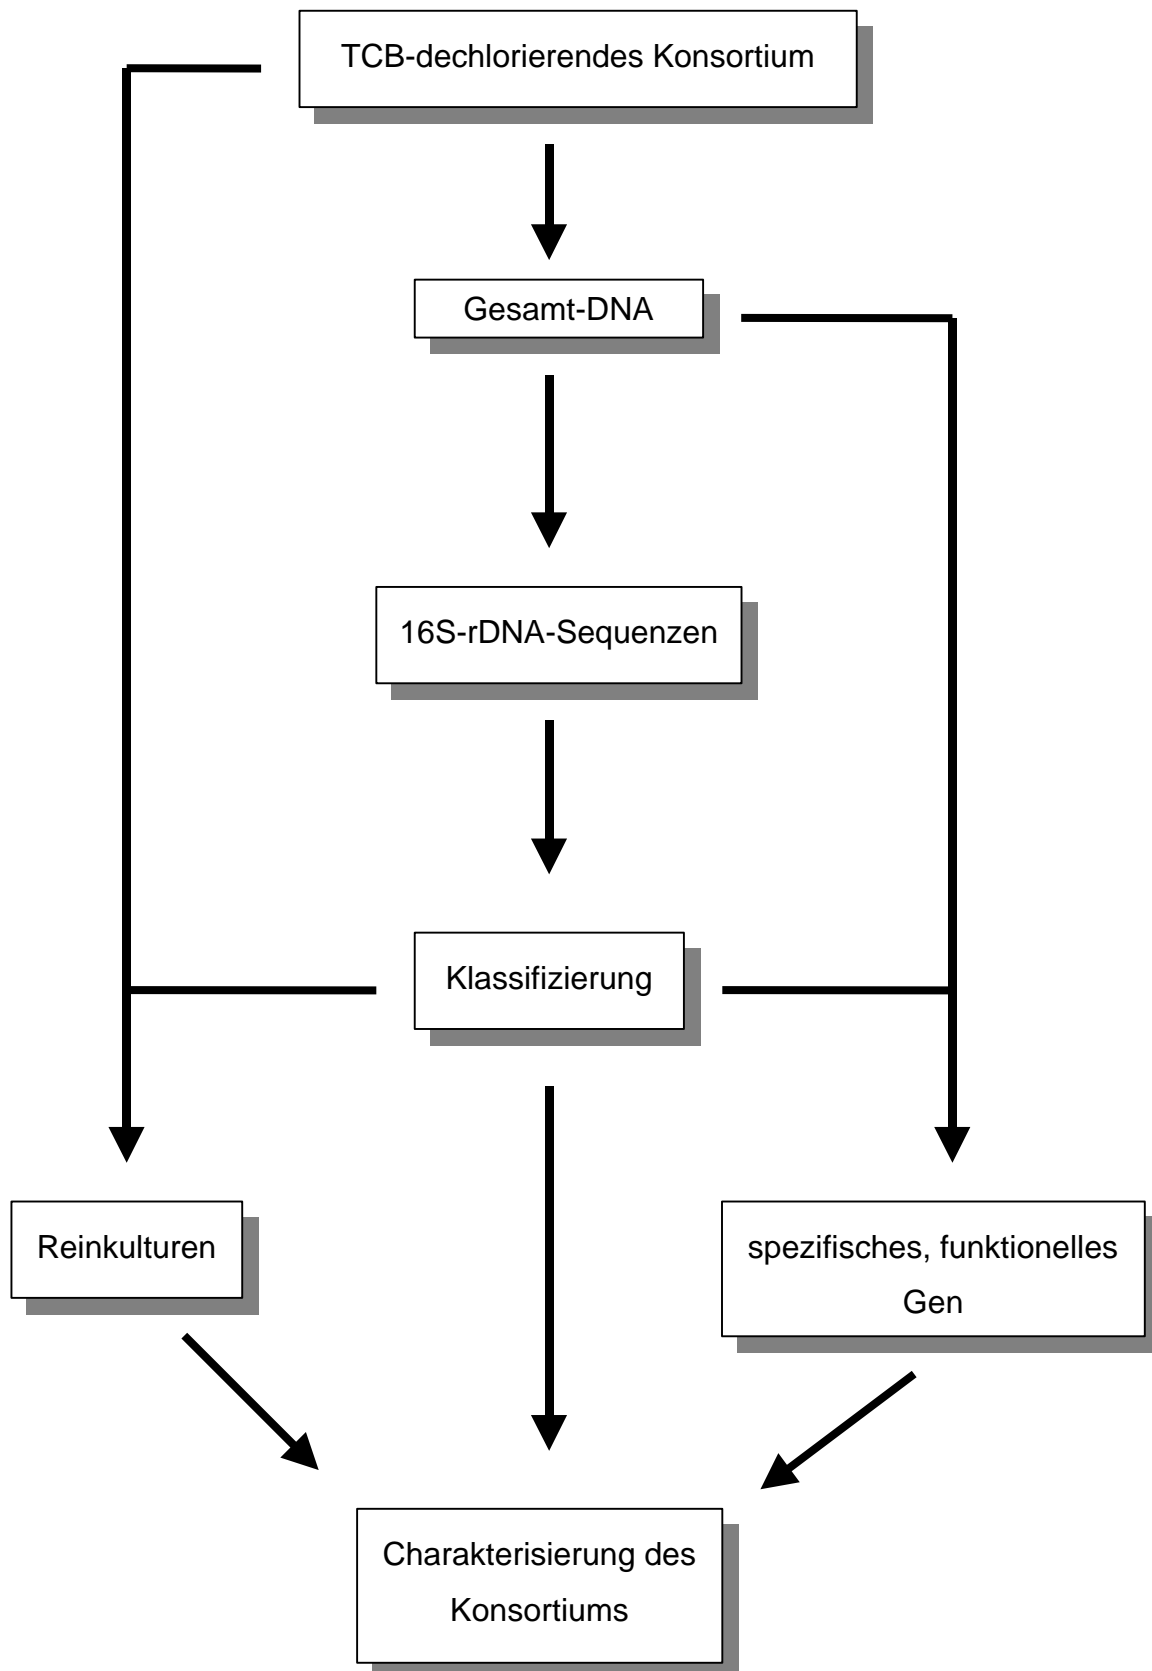 TCB-dechlorierendes Konsortium
Gesamt-DNA
16S-rDNA-Sequenzen
Klassifizierung
Reinkulturen
spezifisches, funktionelles
Gen
Charakterisierung des
Konsortiums